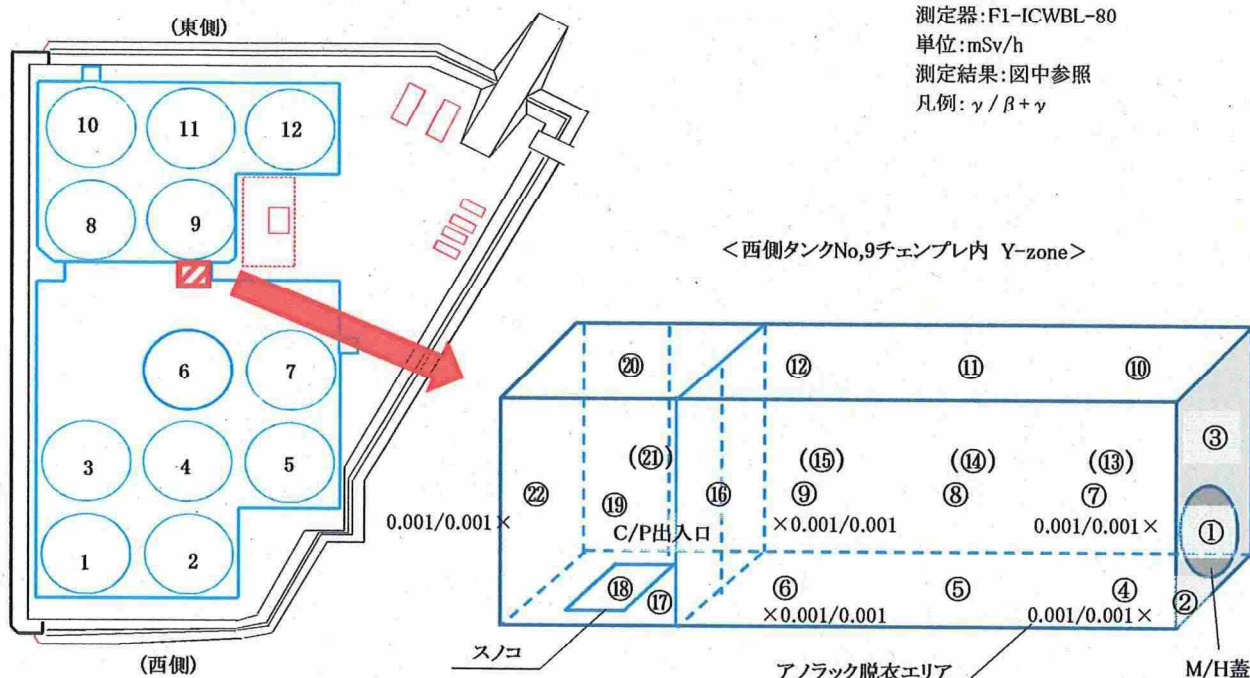 測定器:F1-ICWBL-80
単位:mSv/h
測定結果:図中参照
凡例:γ/β+γ
(東側)
10 11 12
8 9
6 7
3 4 5
1 2
(西側)
<西側タンクNo,9チェンプレ内 Y-zone>
⑳ ⑫ ⑪ ⑩
③
(㉑) (⑮) (⑭) (⑬)
㉒ ⑲ ⑯ ⑨ ⑧ ⑦
0.001/0.001× C/P出入口 ×0.001/0.001 0.001/0.001× ①
⑱ ⑰ ⑥ ⑤ ④ ②
×0.001/0.001 0.001/0.001×
スノコ アノラック脱衣エリア M/H蓋